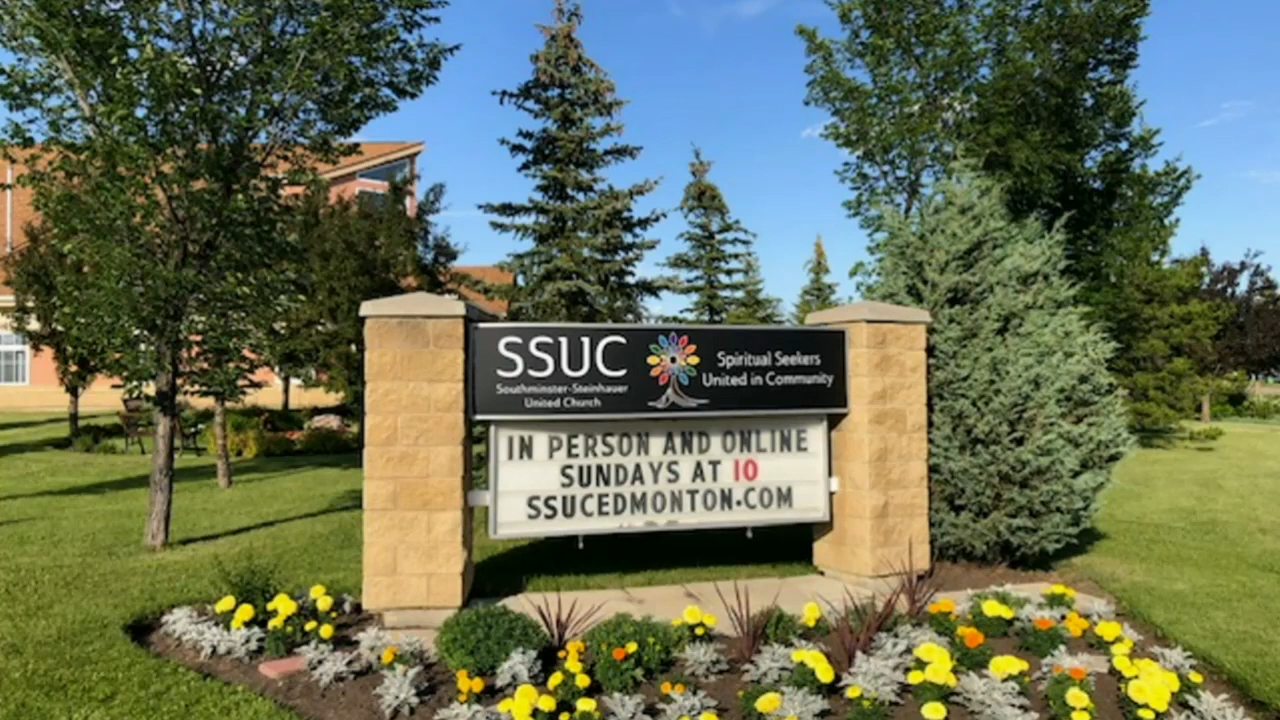 SSUC
Southminster-Steinhauer
United Church
Spiritual Seekers
United in Community
IN PERSON AND ONLINE
SUNDAYS AT 10
SSUCEDMONTON.COM